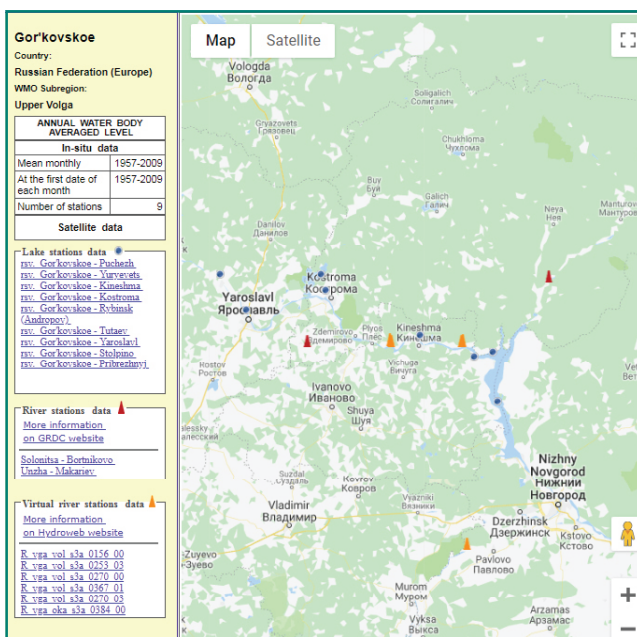 Gor'kovskoe
Country:
Russian Federation (Europe)
WMO Subregion:
Upper Volga
ANNUAL WATER BODY
AVERAGED LEVEL
In-situ data
Mean monthly 1957-2009
At the first date of
each month 1957-2009
Number of stations 9
Satellite data
Lake stations data
rsv. Gor'kovskoe - Puchezh
rsv. Gor'kovskoe - Yuryevets
rsv. Gor'kovskoe - Kineshma
rsv. Gor'kovskoe - Kostroma
rsv. Gor'kovskoe - Rybinsk
(Andropov)
rsv. Gor'kovskoe - Tutaev
rsv. Gor'kovskoe - Yaroslavl
rsv. Gor'kovskoe - Stolpino
rsv. Gor'kovskoe - Pribrezhnyj
River stations data
More information
on GRDC website
Solonitsa - Bortnikovo
Unzha - Makariev
Virtual river stations data
More information
on Hydroweb website
R_vga_vol_s3a_0156_00
R_vga_vol_s3a_0253_03
R_vga_vol_s3a_0270_00
R_vga_vol_s3a_0367_01
R_vga_vol_s3a_0270_03
R_vga_oka_s3a_0384_00
Map Satellite
Vologda
Вологда
Soligalich
Солигалич
Gryazovets
Грязовец
Chukhloma
Чухлома
Buy
Буй
Galich
Галич
Neya
Нея
Manturov
Мантуров
Danilov
Данилов
Kostroma
Кострома
Yaroslavl
Ярославль
Zdemirovo
Здемирово
Plyos
Плёс
Kineshma
Кинешма
Vichuga
Вичуга
Rostov
Ростов
Ivanovo
Иваново
Shuya
Шуя
alessky
алесский
Nizhny
Novgorod
Нижний
Новгород
Suzdal
Суздаль
Kovrov
Ковров
Vyazniki
Вязники
Vladimir
Владимир
Dzerzhinsk
Дзержинск
Kstovo
Кстово
Zuyevo
-Зуево
Pavlovo
Павлово
Murom
Муром
Vyksa
Выкса
Arzamas
Арзамас